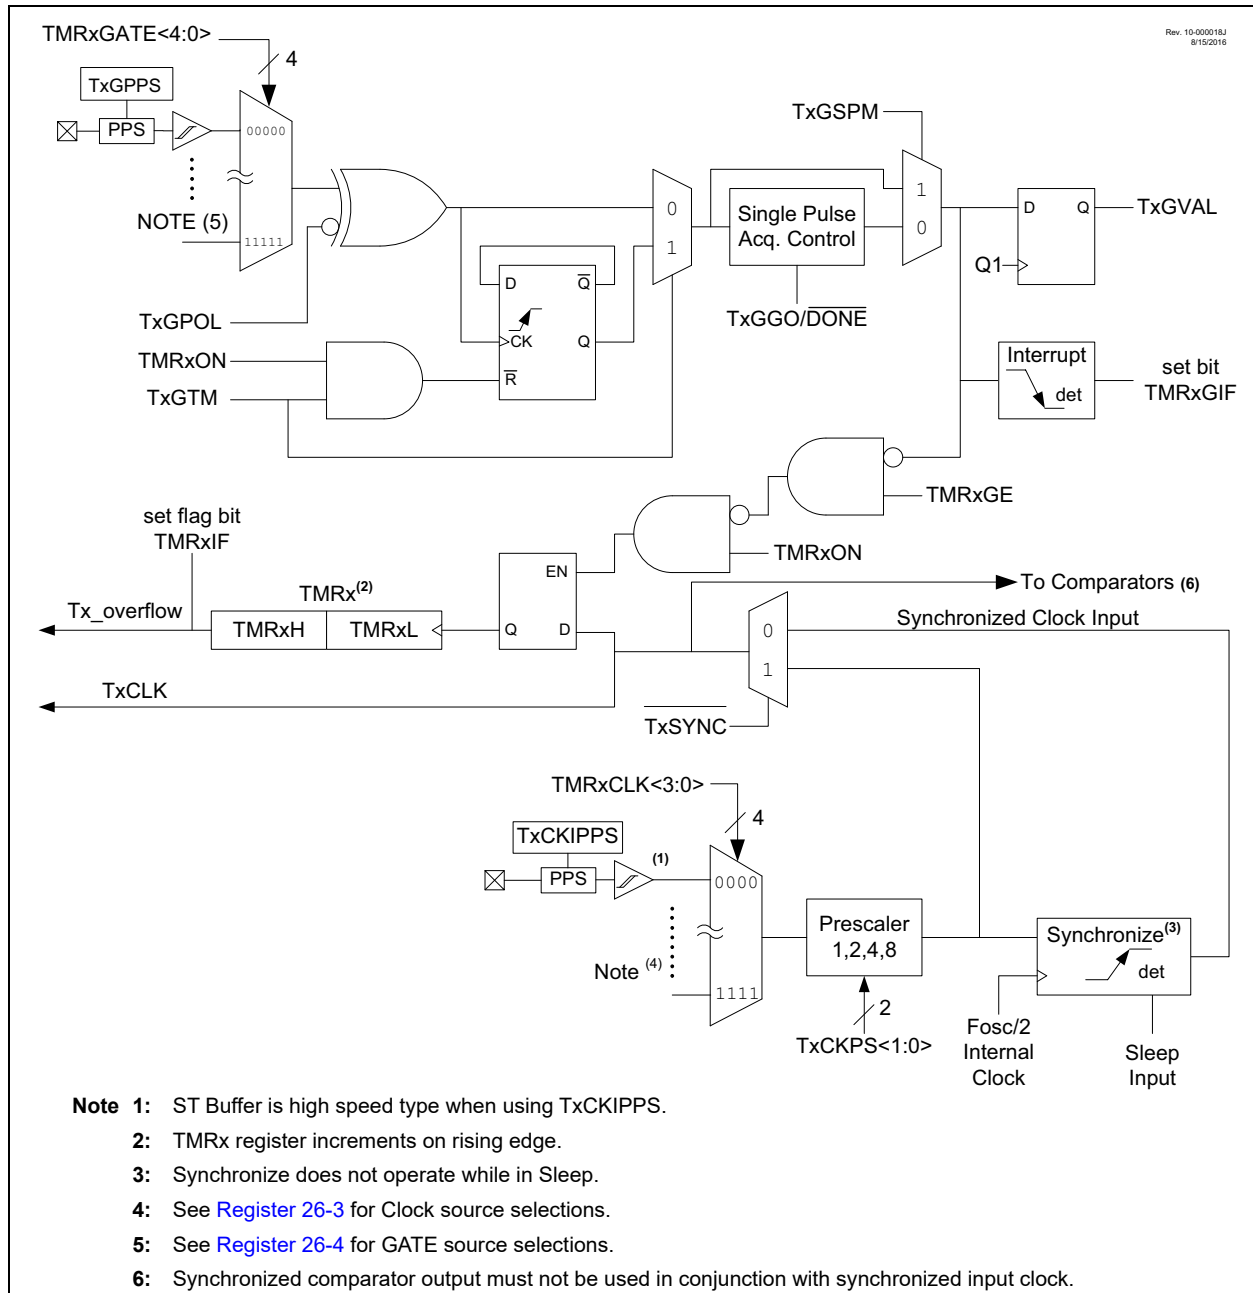 Rev. 10-000018J
8/15/2016
TMRxGATE<4:0>
4
TxGPPS
PPS
00000
NOTE (5)
11111
TxGPOL
TMRxON
TxGTM
D
Q
CK
Q
R
0
1
Single Pulse
Acq. Control
TxGGO/DONE
TxGSPM
1
0
D
Q
Q1
TxGVAL
Interrupt
det
set bit
TMRxGIF
TMRxGE
TMRxON
set flag bit
TMRxIF
Tx_overflow
TMRx(2)
TMRxH
TMRxL
EN
Q
D
TxCLK
To Comparators (6)
0
1
Synchronized Clock Input
TxSYNC
TMRxCLK<3:0>
4
TxCKIPPS
PPS
(1)
0000
Note (4)
1111
Prescaler
1,2,4,8
2
TxCKPS<1:0>
Synchronize(3)
det
Fosc/2
Internal
Clock
Sleep
Input
Note 1: ST Buffer is high speed type when using TxCKIPPS.
2: TMRx register increments on rising edge.
3: Synchronize does not operate while in Sleep.
4: See Register 26-3 for Clock source selections.
5: See Register 26-4 for GATE source selections.
6: Synchronized comparator output must not be used in conjunction with synchronized input clock.